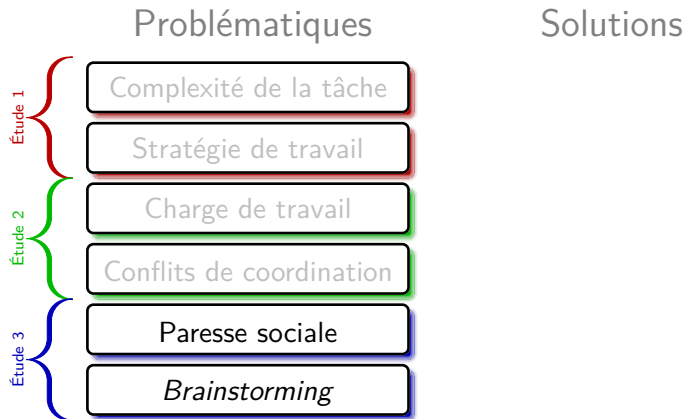 Problématiques Solutions
Étude 1
Complexité de la tâche
Stratégie de travail
Étude 2
Charge de travail
Conflits de coordination
Étude 3
Paresse sociale
Brainstorming